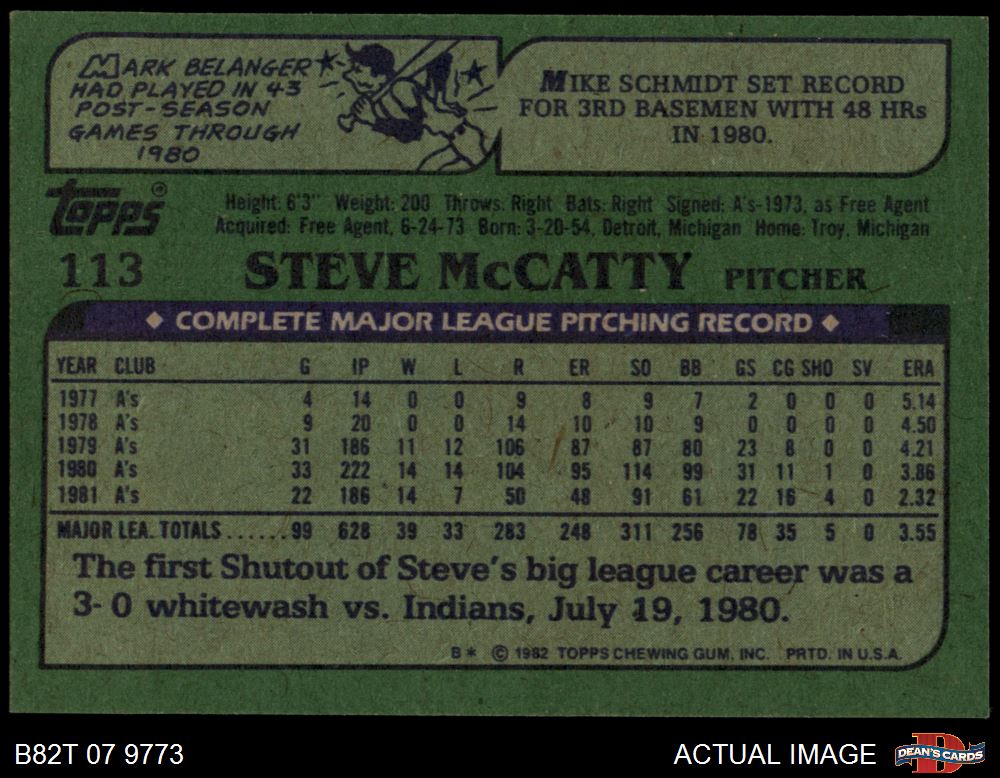 MARK BELANGER
HAD PLAYED IN 43
POST-SEASON
GAMES THROUGH
1980
MIKE SCHMIDT SET RECORD
FOR 3RD BASEMEN WITH 48 HRs
IN 1980.
Topps®
Height: 6'3" Weight: 200 Throws: Right Bats: Right Signed: A's-1973, as Free Agent
Acquired: Free Agent, 6-24-73 Born: 3-20-54, Detroit, Michigan Home: Troy, Michigan
113 STEVE McCATTY PITCHER
◆ COMPLETE MAJOR LEAGUE PITCHING RECORD ◆
YEAR CLUB G IP W L R ER SO BB GS CG SHO SV ERA
1977 A's 4 14 0 0 9 8 9 7 2 0 0 0 5.14
1978 A's 9 20 0 0 14 10 10 9 0 0 0 0 4.50
1979 A's 31 186 11 12 106 87 87 80 23 8 0 0 4.21
1980 A's 33 222 14 14 104 95 114 99 31 11 1 0 3.86
1981 A's 22 186 14 7 50 48 91 61 22 16 4 0 2.32
MAJOR LEA. TOTALS......99 628 39 33 283 248 311 256 78 35 5 0 3.55
The first Shutout of Steve's big league career was a
3-0 whitewash vs. Indians, July 19, 1980.
B* © 1982 TOPPS CHEWING GUM, INC. PRTD. IN U.S.A.
B82T 07 9773 ACTUAL IMAGE DEAN'S CARDS